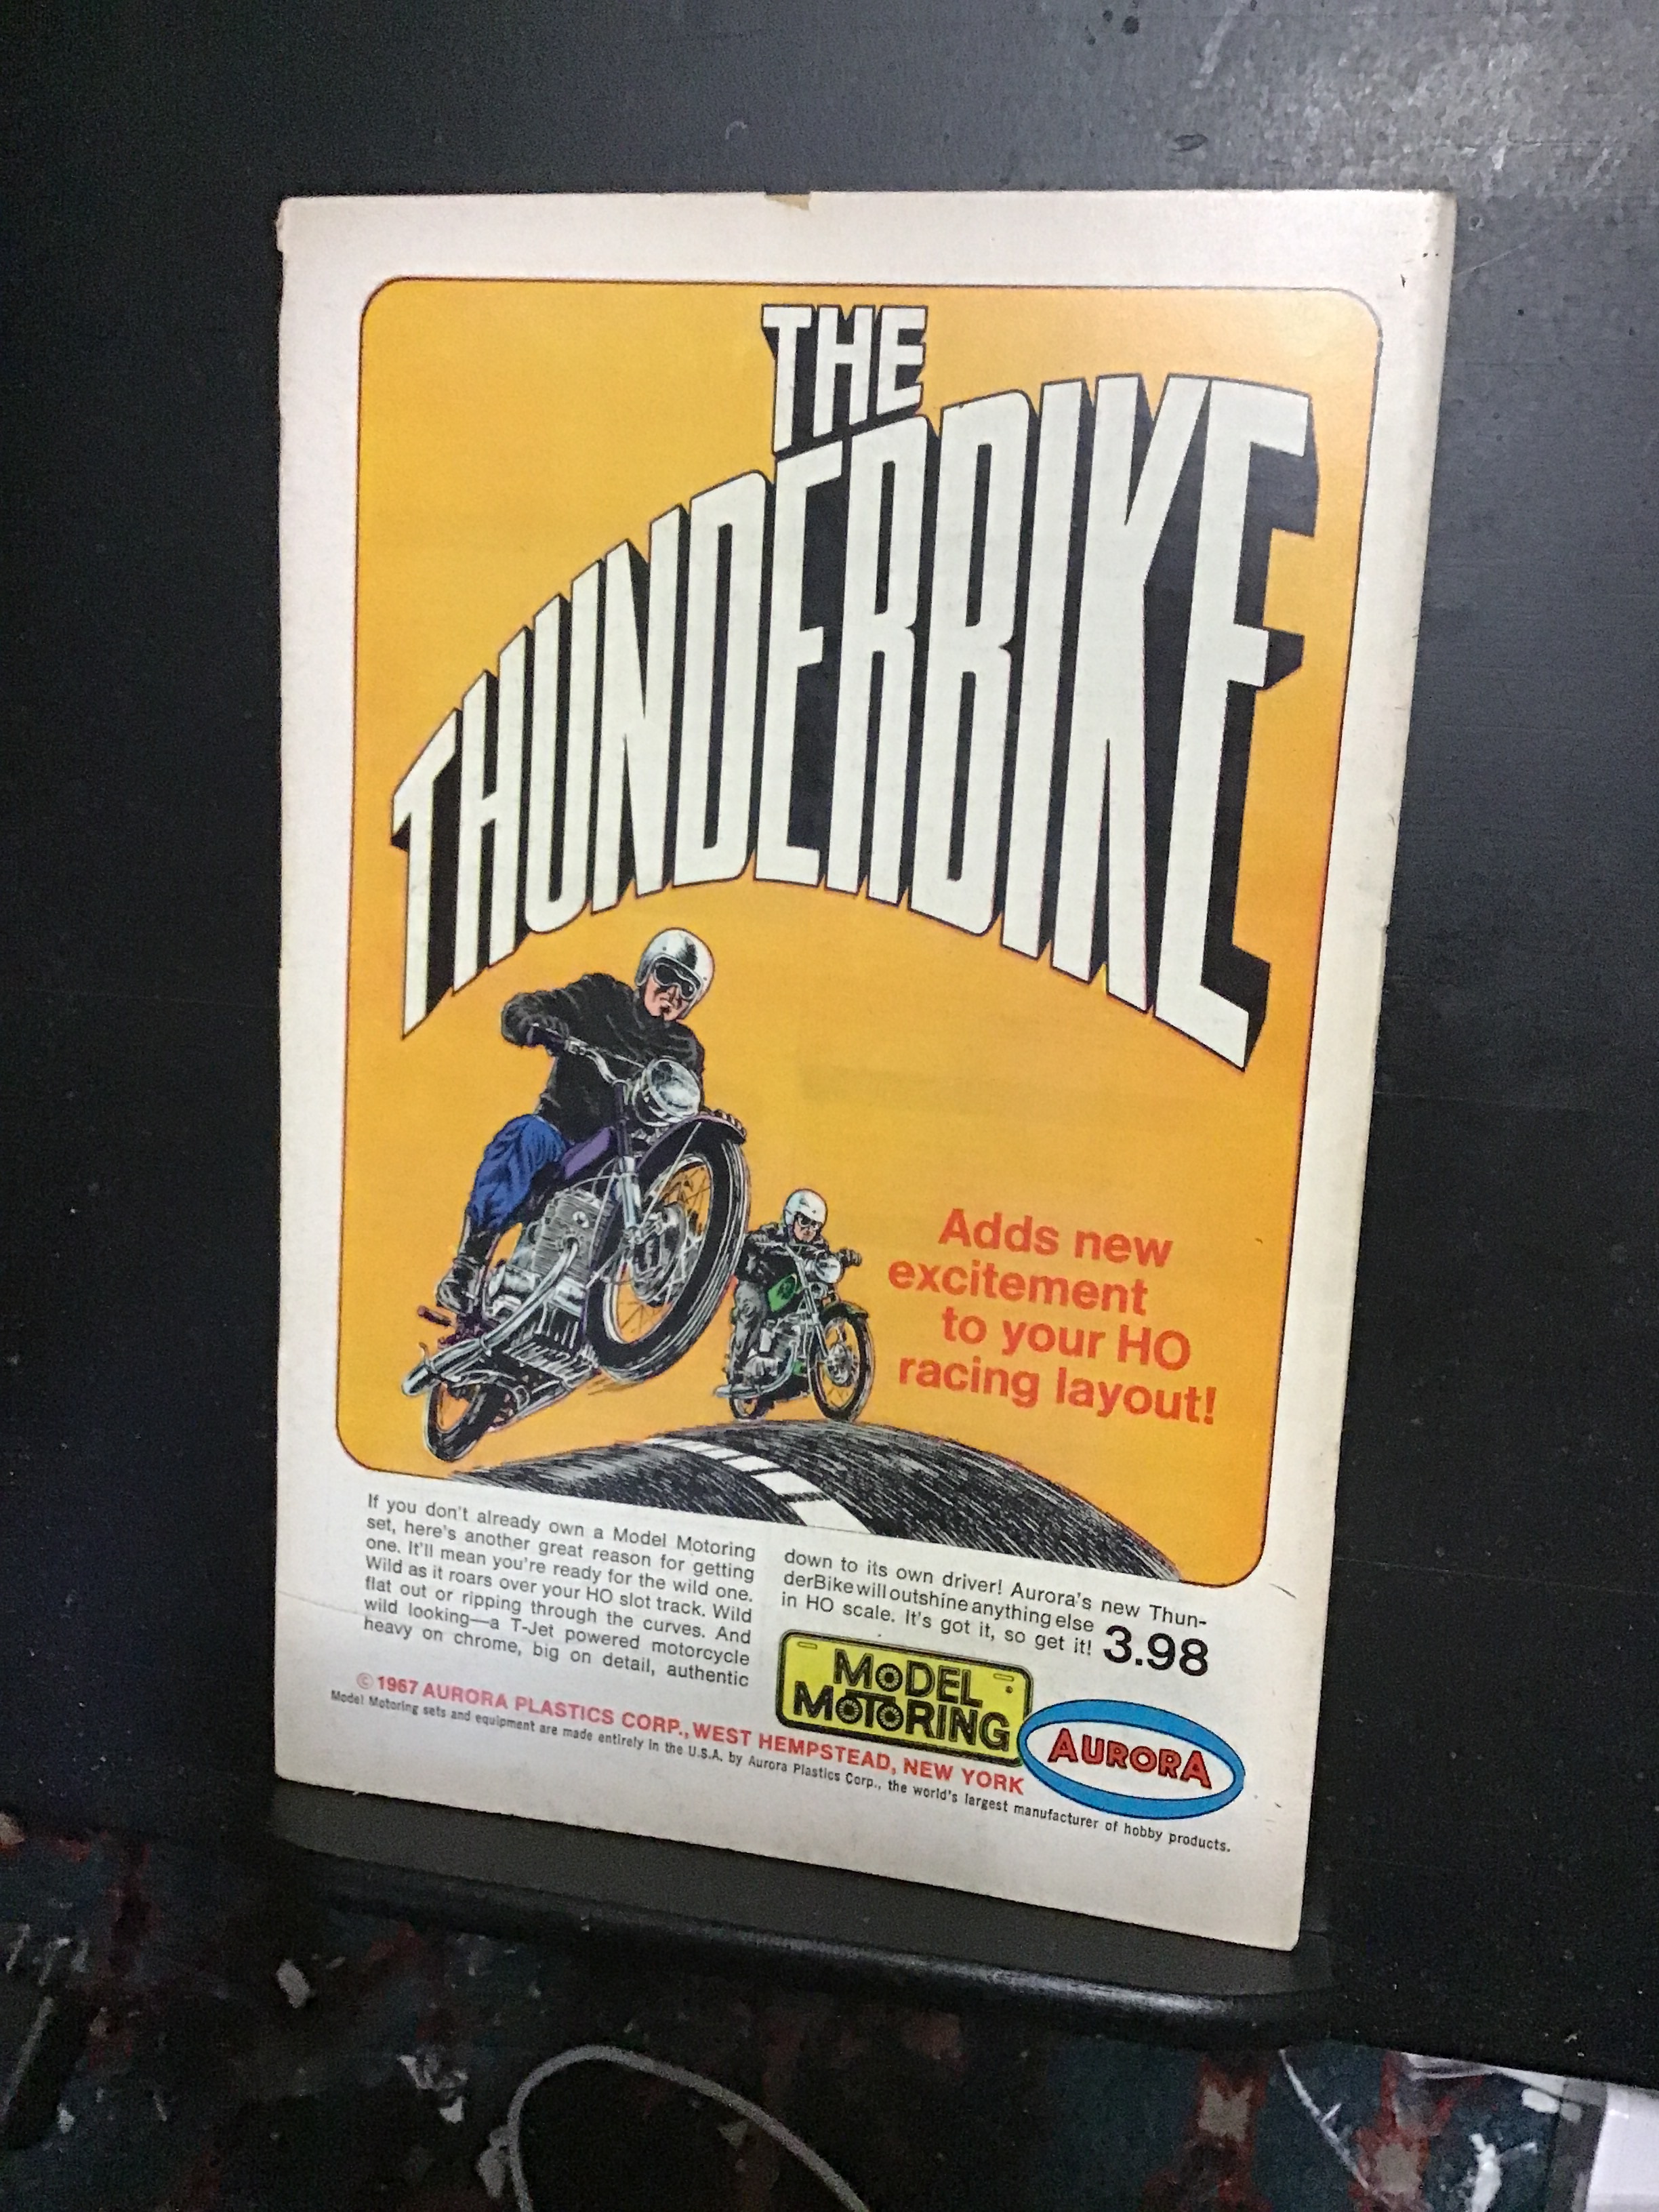 THE
THUNDERBIKE
Adds new
excitement
to your HO
racing layout!
If you don't already own a Model Motoring
set, here's another great reason for getting
one. It'll mean you're ready for the wild one.
Wild as it roars over your HO slot track. Wild
flat out or ripping through the curves. And
wild looking—a T-Jet powered motorcycle
heavy on chrome, big on detail, authentic
down to its own driver! Aurora's new Thun-
derBike will outshine anything else
in HO scale. It's got it, so get it! 3.98
MODEL
MOTORING
AURORA
© 1967 AURORA PLASTICS CORP., WEST HEMPSTEAD, NEW YORK
Model Motoring sets and equipment are made entirely in the U.S.A. by Aurora Plastics Corp., the world's largest manufacturer of hobby products.